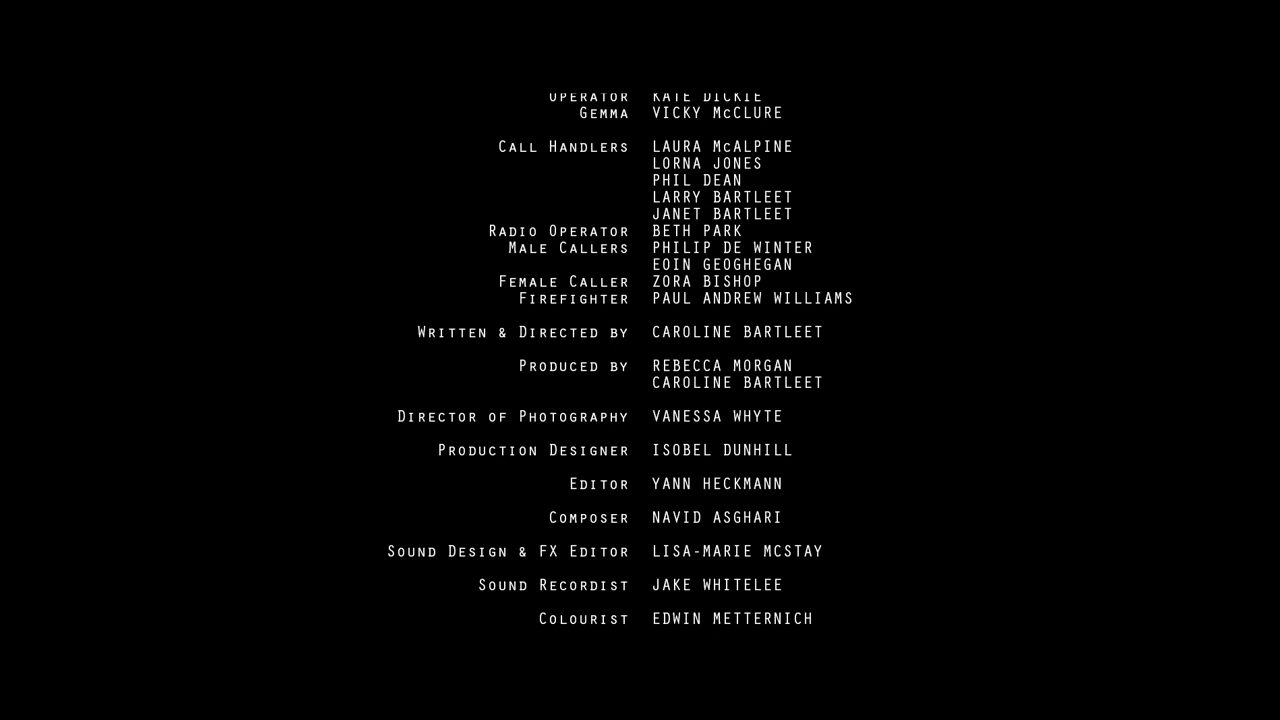 OPERATOR KATE DICKIE
GEMMA VICKY McCLURE
CALL HANDLERS LAURA McALPINE
LORNA JONES
PHIL DEAN
LARRY BARTLEET
JANET BARTLEET
RADIO OPERATOR BETH PARK
MALE CALLERS PHILIP DE WINTER
EOIN GEOGHEGAN
FEMALE CALLER ZORA BISHOP
FIREFIGHTER PAUL ANDREW WILLIAMS
WRITTEN & DIRECTED BY CAROLINE BARTLEET
PRODUCED BY REBECCA MORGAN
CAROLINE BARTLEET
DIRECTOR OF PHOTOGRAPHY VANESSA WHYTE
PRODUCTION DESIGNER ISOBEL DUNHILL
EDITOR YANN HECKMANN
COMPOSER NAVID ASGHARI
SOUND DESIGN & FX EDITOR LISA-MARIE MCSTAY
SOUND RECORDIST JAKE WHITELEE
COLOURIST EDWIN METTERNICH